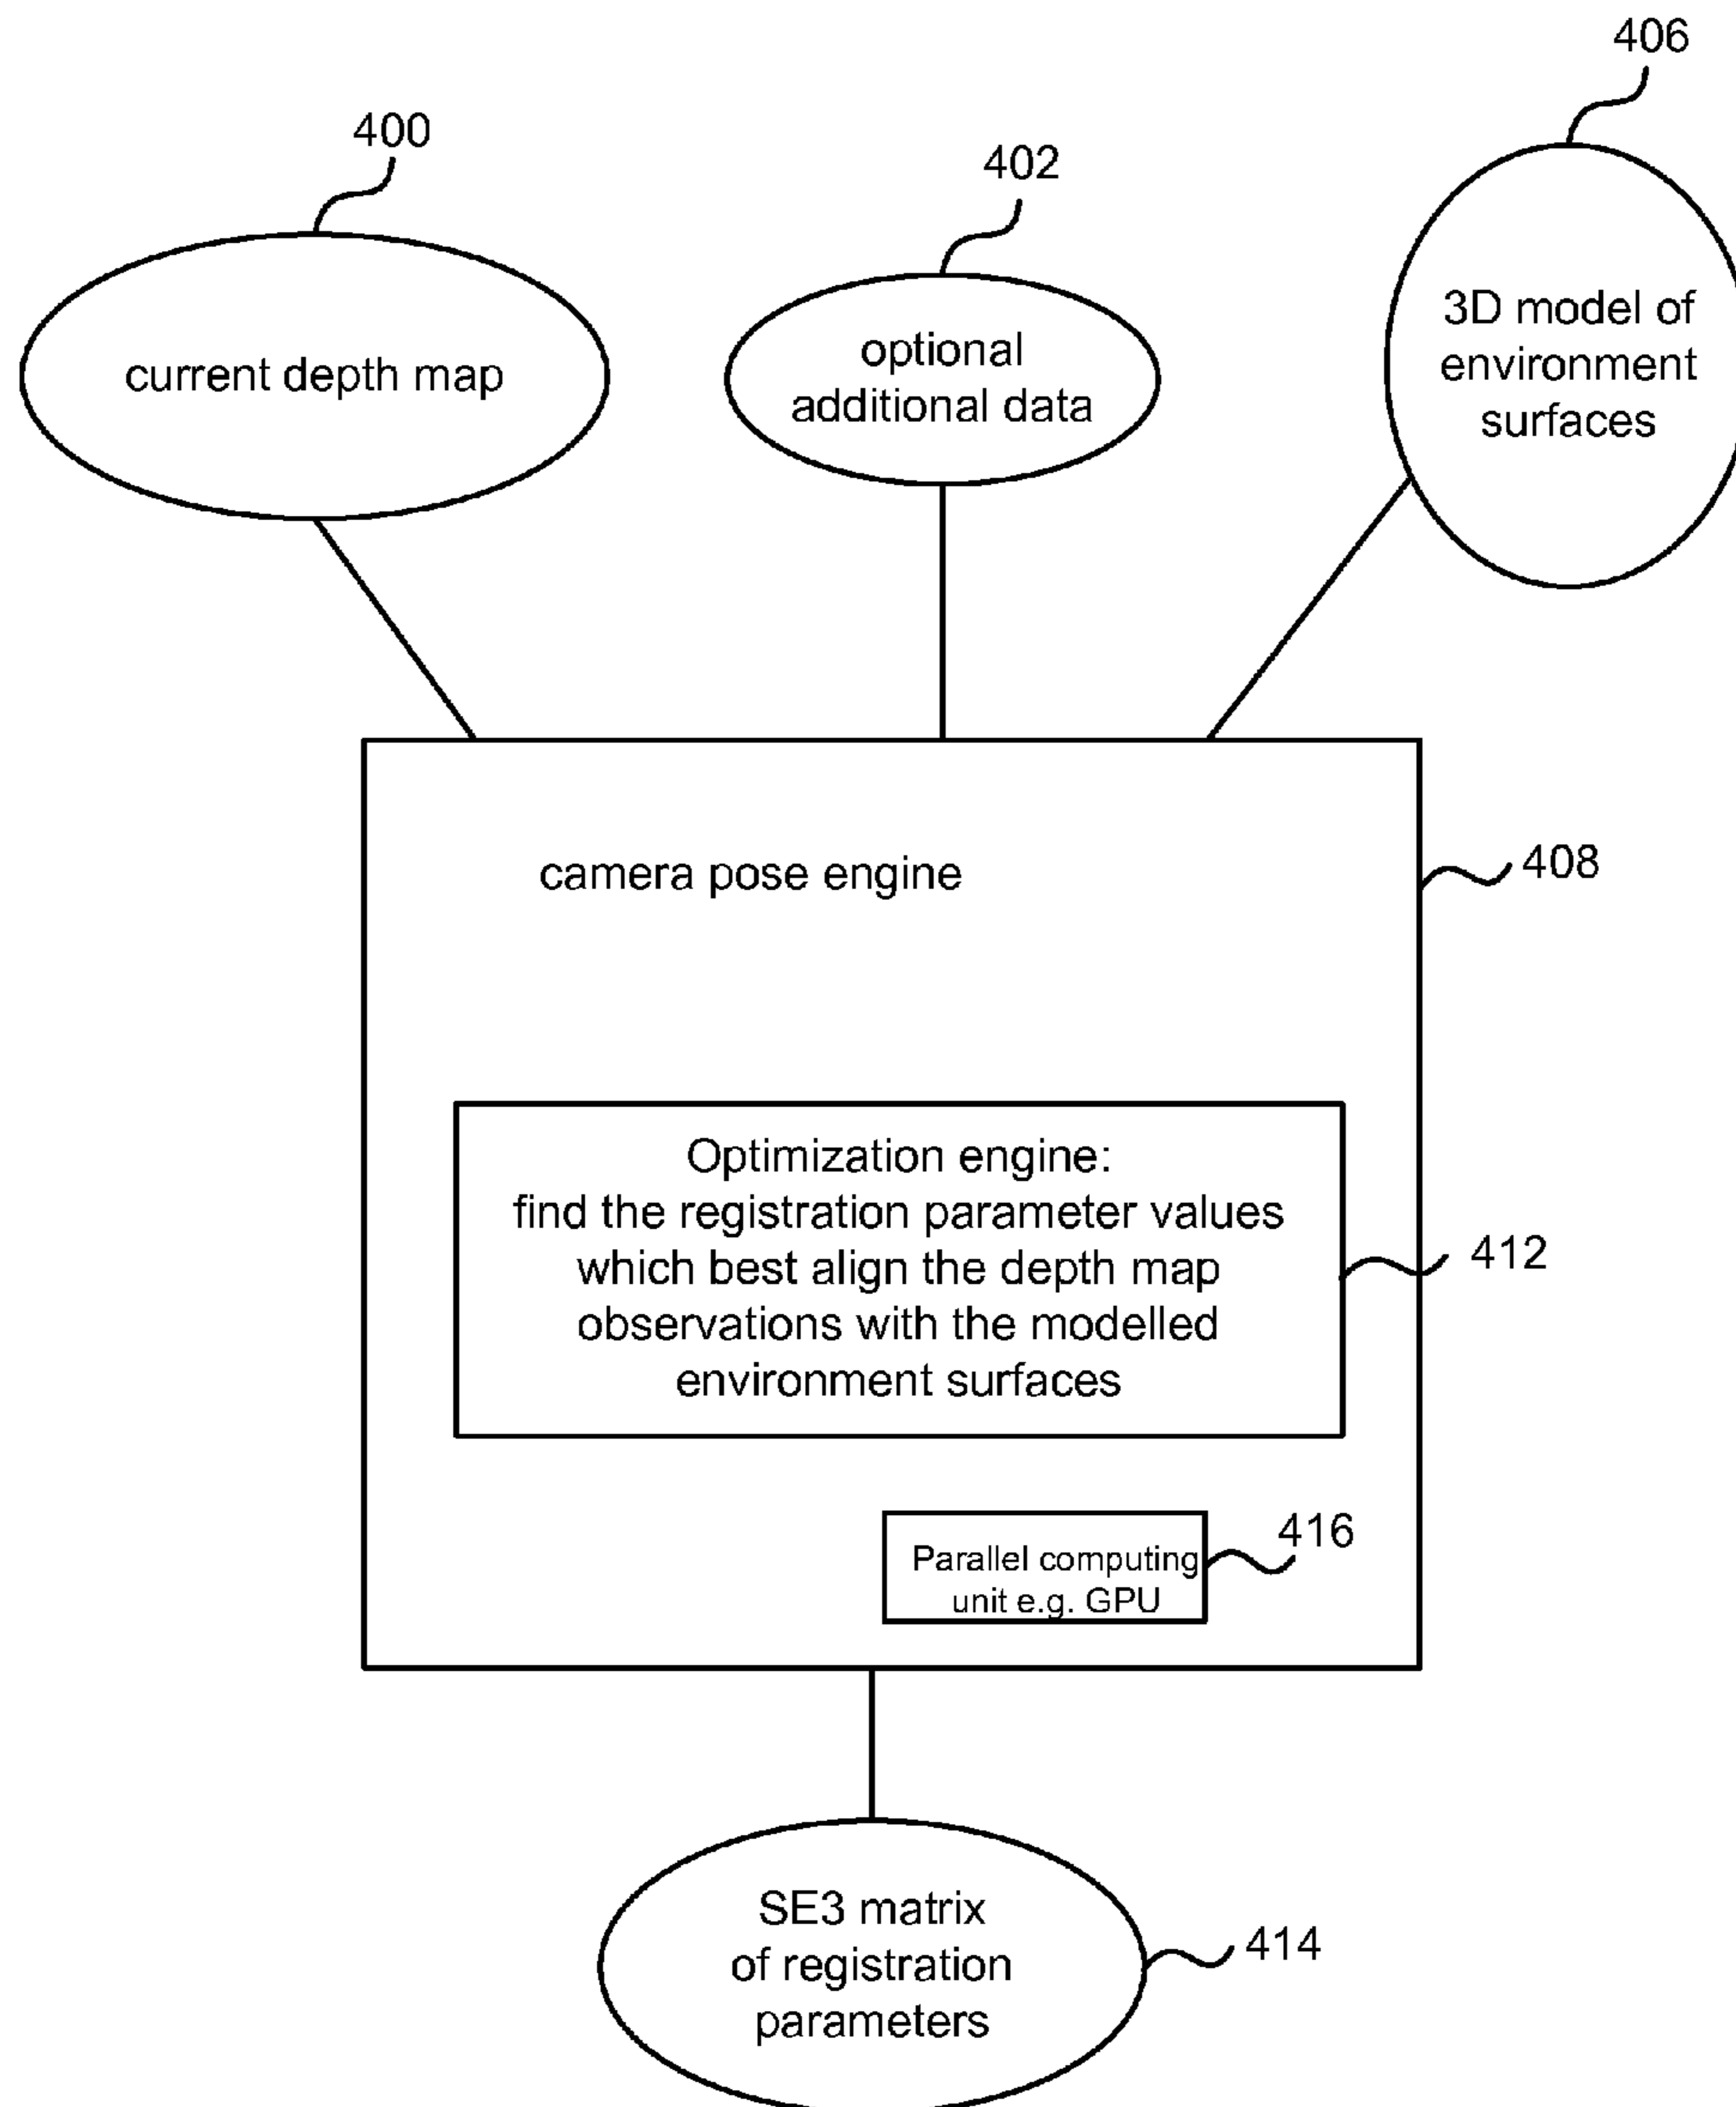 406
400
402
current depth map
optional
additional data
3D model of
environment
surfaces
camera pose engine
408
Optimization engine:
find the registration parameter values
which best align the depth map
observations with the modelled
environment surfaces
412
Parallel computing
unit e.g. GPU
416
SE3 matrix
of registration
parameters
414